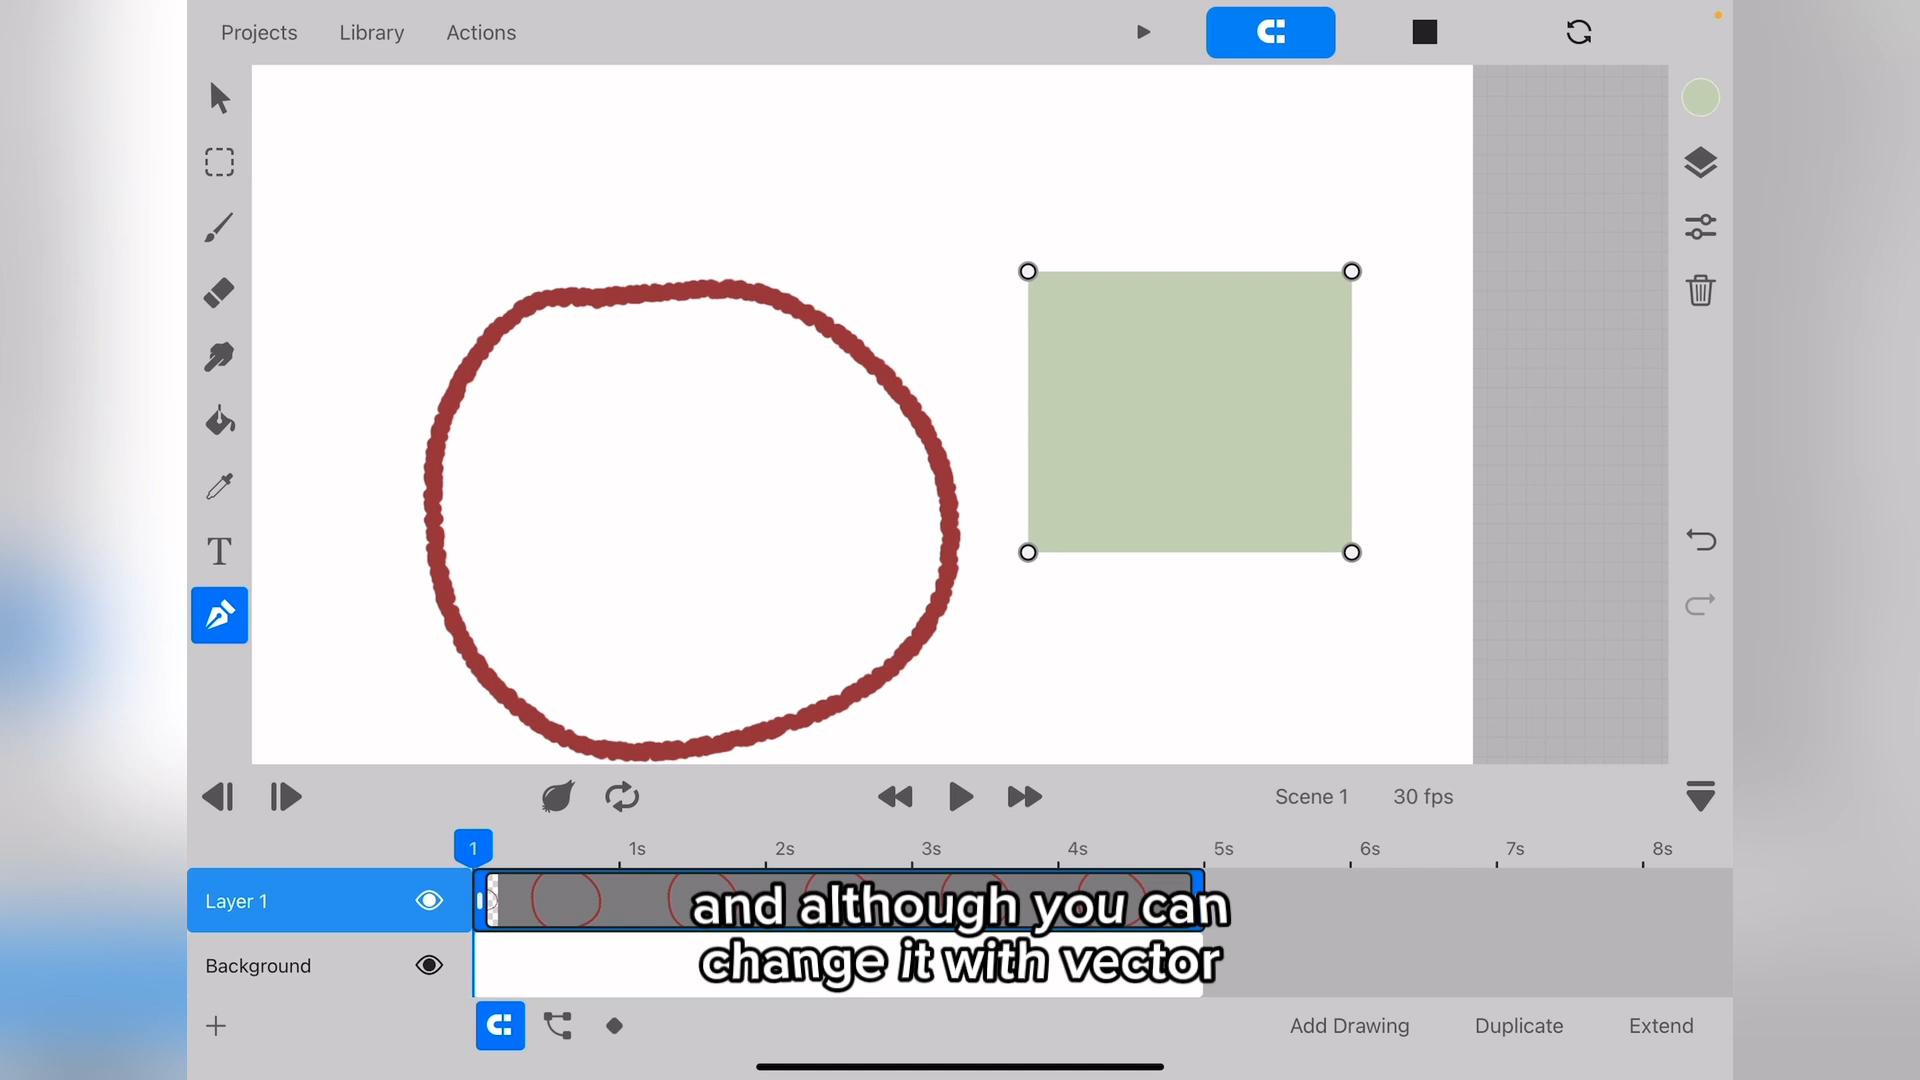 Projects
Library
Actions
T
Scene 1
30 fps
1
1s
2s
3s
4s
5s
6s
7s
8s
Layer 1
and although you can
change it with vector
Background
Add Drawing
Duplicate
Extend